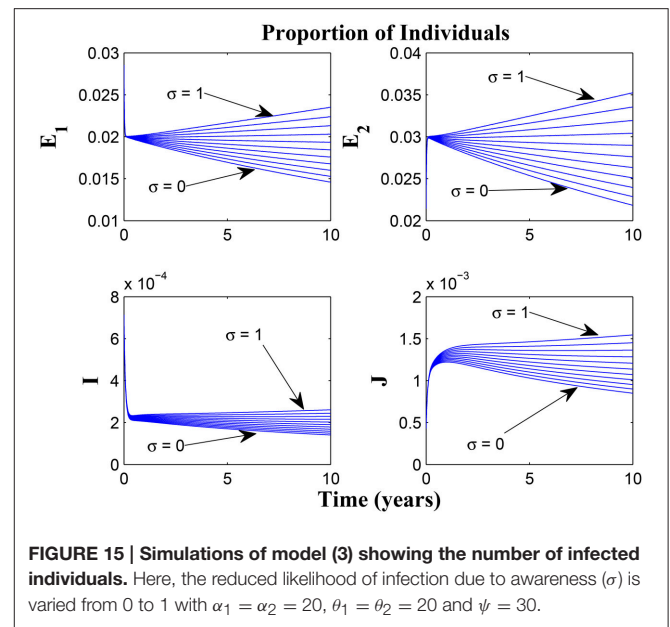 Proportion of Individuals
0.03
0.025
0.02
0.015
0.01
E_1
σ = 1
σ = 0
0 5 10
0.04
0.035
0.03
0.025
0.02
E_2
σ = 1
σ = 0
0 5 10
x 10^{-4}
8
6
4
2
0
I
σ = 1
σ = 0
0 5 10
x 10^{-3}
2
1.5
1
0.5
0
J
σ = 1
σ = 0
0 5 10
Time (years)
FIGURE 15 | Simulations of model (3) showing the number of infected
individuals. Here, the reduced likelihood of infection due to awareness (σ) is
varied from 0 to 1 with α₁ = α₂ = 20, θ₁ = θ₂ = 20 and ψ = 30.